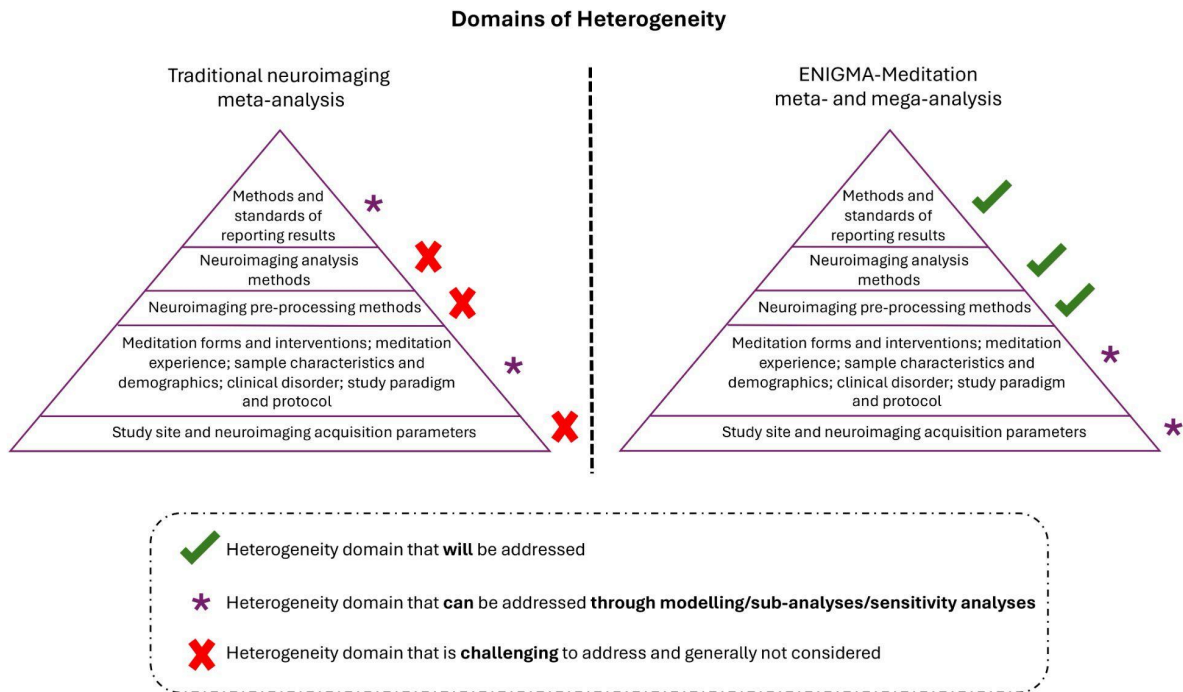 Domains of Heterogeneity
Traditional neuroimaging
meta-analysis
Methods and
standards of
reporting results
Neuroimaging analysis
methods
Neuroimaging pre-processing methods
Meditation forms and interventions; meditation
experience; sample characteristics and
demographics; clinical disorder; study paradigm
and protocol
Study site and neuroimaging acquisition parameters
ENIGMA-Meditation
meta- and mega-analysis
Methods and
standards of
reporting results
Neuroimaging analysis
methods
Neuroimaging pre-processing methods
Meditation forms and interventions; meditation
experience; sample characteristics and
demographics; clinical disorder; study paradigm
and protocol
Study site and neuroimaging acquisition parameters
Heterogeneity domain that will be addressed
Heterogeneity domain that can be addressed through modelling/sub-analyses/sensitivity analyses
Heterogeneity domain that is challenging to address and generally not considered